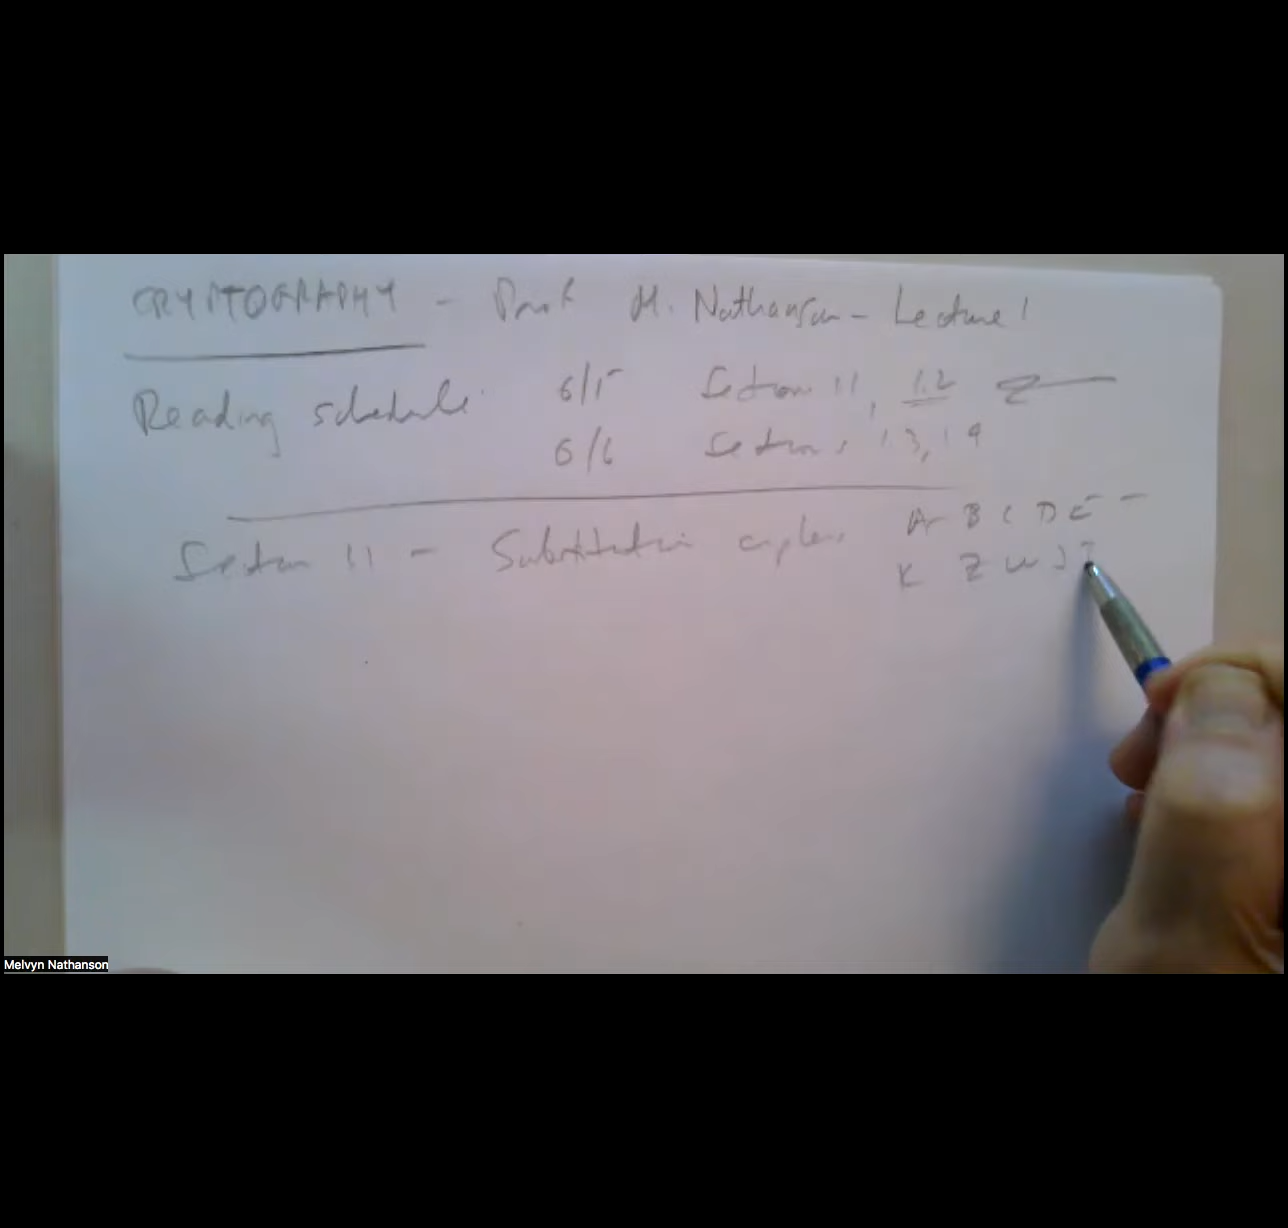 CRYPTOGRAPHY - Prof M. Nathanson - Lecture 1
Reading schedule: 6/5 Section 1.1, 1.2
6/6 Sections 1.3, 1.4
Section 1.1 - Substitution ciphers A B C D E -
K Z W J
Melvyn Nathanson